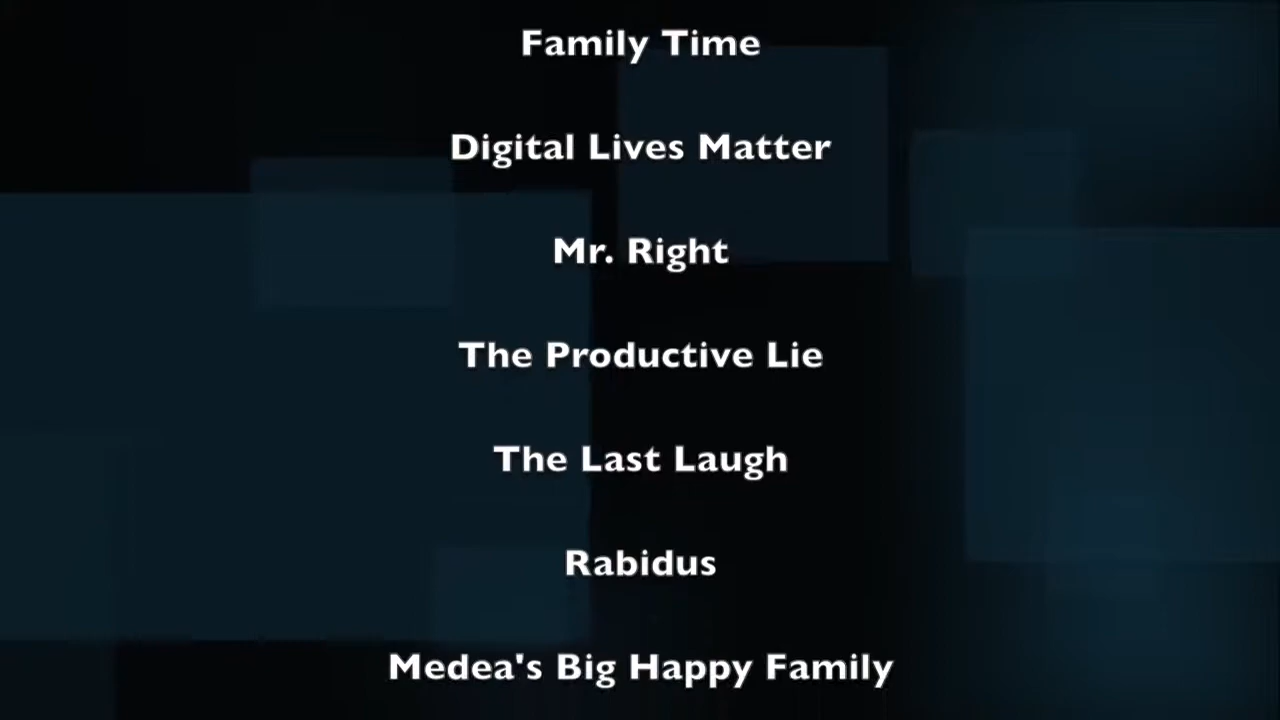 Family Time
Digital Lives Matter
Mr. Right
The Productive Lie
The Last Laugh
Rabidus
Medea's Big Happy Family